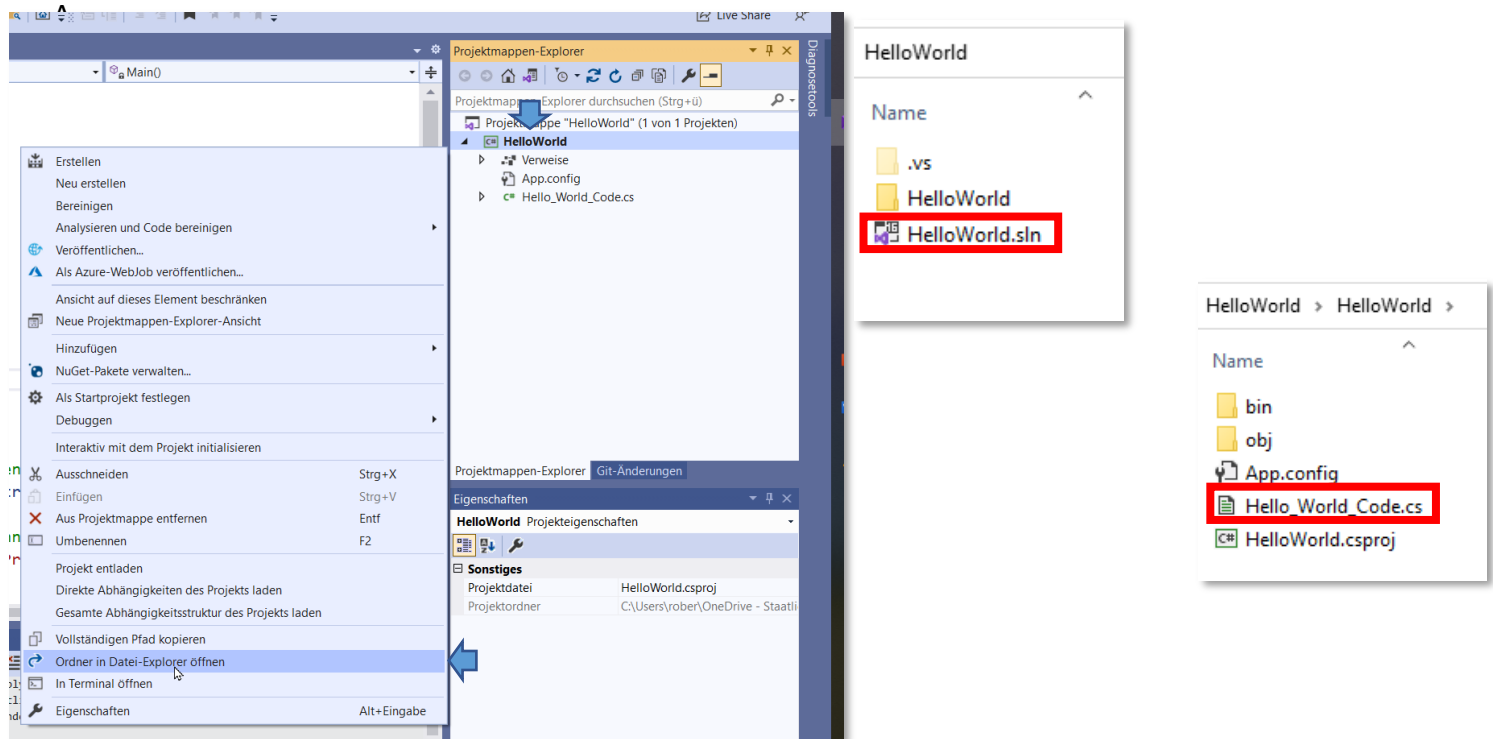 Live Share
Main()
Projektmappen-Explorer
Projektmappen-Explorer durchsuchen (Strg+ü)
"HelloWorld" (1 von 1 Projekten)
HelloWorld
Verweise
App.config
Hello_World_Code.cs
Diagnosetools
Erstellen
Neu erstellen
Bereinigen
Analysieren und Code bereinigen
Veröffentlichen...
Als Azure-WebJob veröffentlichen...
Ansicht auf dieses Element beschränken
Neue Projektmappen-Explorer-Ansicht
Hinzufügen
NuGet-Pakete verwalten...
Als Startprojekt festlegen
Debuggen
Interaktiv mit dem Projekt initialisieren
Ausschneiden Strg+X
Einfügen Strg+V
Aus Projektmappe entfernen Entf
Umbenennen F2
Projekt entladen
Direkte Abhängigkeiten des Projekts laden
Gesamte Abhängigkeitsstruktur des Projekts laden
Vollständigen Pfad kopieren
Ordner in Datei-Explorer öffnen
In Terminal öffnen
Eigenschaften Alt+Eingabe
Projektmappen-Explorer Git-Änderungen
Eigenschaften
HelloWorld Projekteigenschaften
Sonstiges
Projektdatei HelloWorld.csproj
Projektordner C:\Users\rober\OneDrive - Staatli
HelloWorld
Name
.vs
HelloWorld
HelloWorld.sln
HelloWorld > HelloWorld >
Name
bin
obj
App.config
Hello_World_Code.cs
HelloWorld.csproj